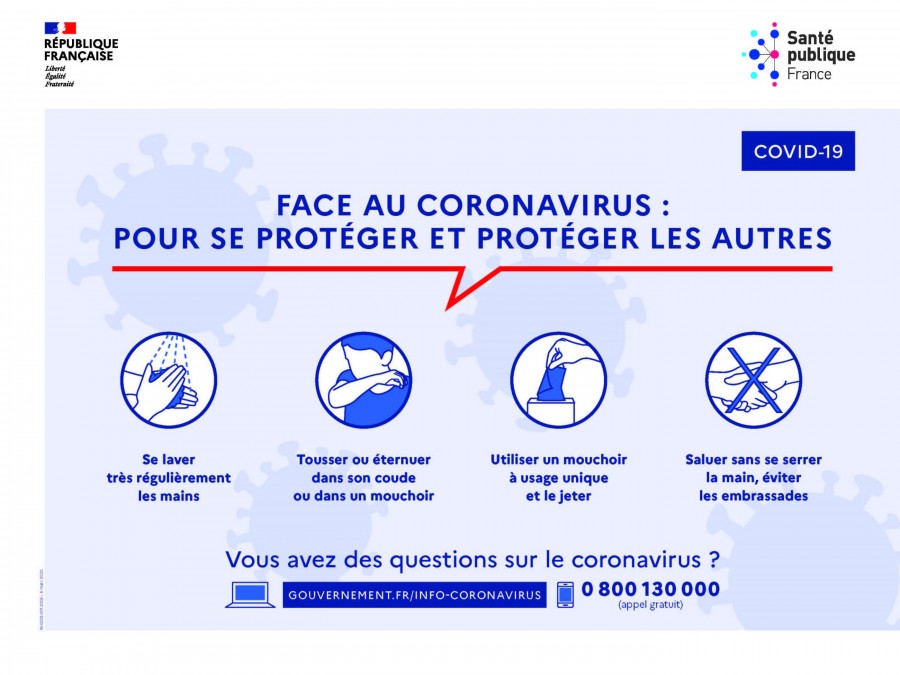 RÉPUBLIQUE
FRANÇAISE
Liberté
Égalité
Fraternité
Santé
publique
France
COVID-19
FACE AU CORONAVIRUS :
POUR SE PROTÉGER ET PROTÉGER LES AUTRES
Se laver
très régulièrement
les mains
Tousser ou éternuer
dans son coude
ou dans un mouchoir
Utiliser un mouchoir
à usage unique
et le jeter
Saluer sans se serrer
la main, éviter
les embrassades
Vous avez des questions sur le coronavirus ?
GOUVERNEMENT.FR/INFO-CORONAVIRUS
0 800 130 000
(appel gratuit)